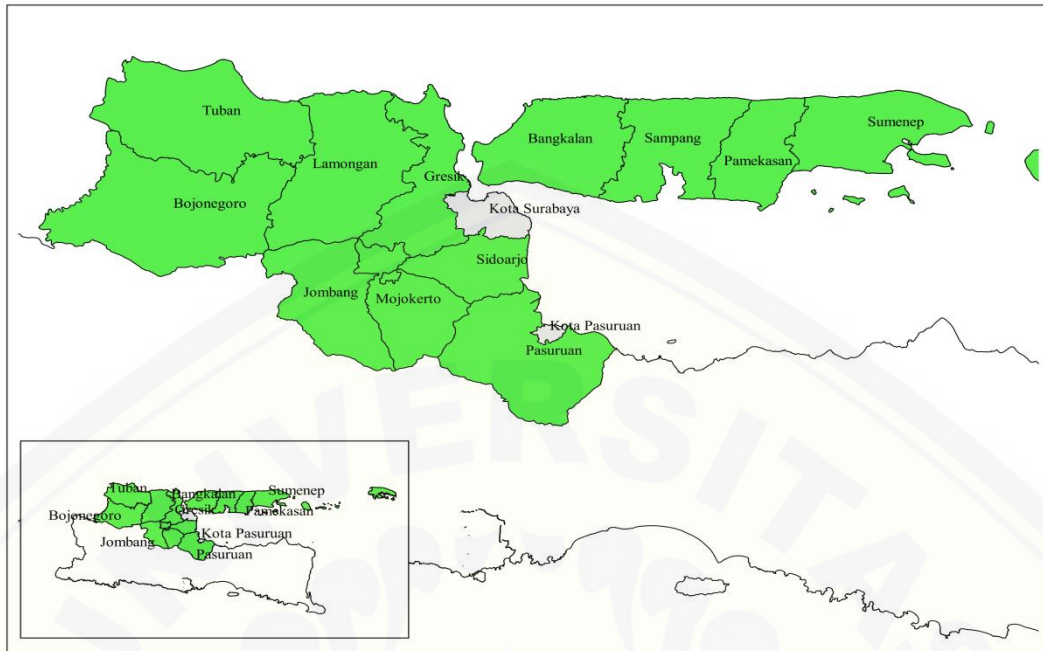 Tuban
Lamongan
Bangkalan
Sampang
Sumenep
Pamekasan
Gresik
Bojonegoro
Kota Surabaya
Sidoarjo
Jombang
Mojokerto
Kota Pasuruan
Pasuruan
UNIVERSITAS
Tuban
Bangkalan
Sumenep
Bojonegoro
Gresik
Pamekasan
Jombang
Kota Pasuruan
Pasuruan